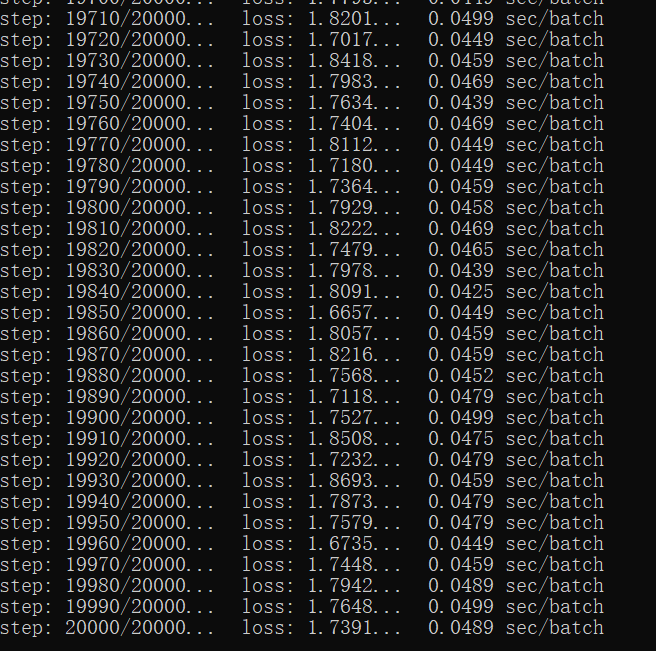 step: 19710/20000... loss: 1.8201... 0.0499 sec/batch
step: 19720/20000... loss: 1.7017... 0.0449 sec/batch
step: 19730/20000... loss: 1.8418... 0.0459 sec/batch
step: 19740/20000... loss: 1.7983... 0.0469 sec/batch
step: 19750/20000... loss: 1.7634... 0.0439 sec/batch
step: 19760/20000... loss: 1.7404... 0.0469 sec/batch
step: 19770/20000... loss: 1.8112... 0.0449 sec/batch
step: 19780/20000... loss: 1.7180... 0.0449 sec/batch
step: 19790/20000... loss: 1.7364... 0.0459 sec/batch
step: 19800/20000... loss: 1.7929... 0.0458 sec/batch
step: 19810/20000... loss: 1.8222... 0.0469 sec/batch
step: 19820/20000... loss: 1.7479... 0.0465 sec/batch
step: 19830/20000... loss: 1.7978... 0.0439 sec/batch
step: 19840/20000... loss: 1.8091... 0.0425 sec/batch
step: 19850/20000... loss: 1.6657... 0.0449 sec/batch
step: 19860/20000... loss: 1.8057... 0.0459 sec/batch
step: 19870/20000... loss: 1.8216... 0.0459 sec/batch
step: 19880/20000... loss: 1.7568... 0.0452 sec/batch
step: 19890/20000... loss: 1.7118... 0.0479 sec/batch
step: 19900/20000... loss: 1.7527... 0.0499 sec/batch
step: 19910/20000... loss: 1.8508... 0.0475 sec/batch
step: 19920/20000... loss: 1.7232... 0.0479 sec/batch
step: 19930/20000... loss: 1.8693... 0.0459 sec/batch
step: 19940/20000... loss: 1.7873... 0.0479 sec/batch
step: 19950/20000... loss: 1.7579... 0.0479 sec/batch
step: 19960/20000... loss: 1.6735... 0.0449 sec/batch
step: 19970/20000... loss: 1.7448... 0.0459 sec/batch
step: 19980/20000... loss: 1.7942... 0.0489 sec/batch
step: 19990/20000... loss: 1.7648... 0.0499 sec/batch
step: 20000/20000... loss: 1.7391... 0.0489 sec/batch